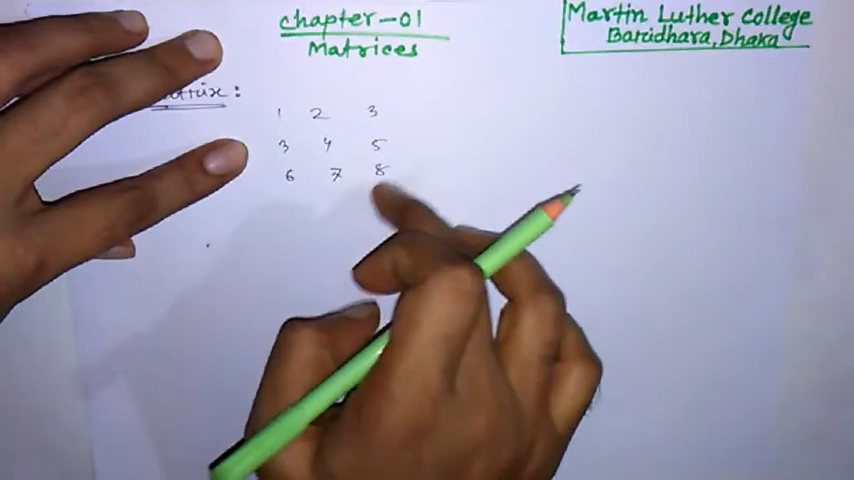 chapter-01
Matrices
Martin Luther College
Baridhara, Dhaka
1 2 3
3 4 5
6 7 8